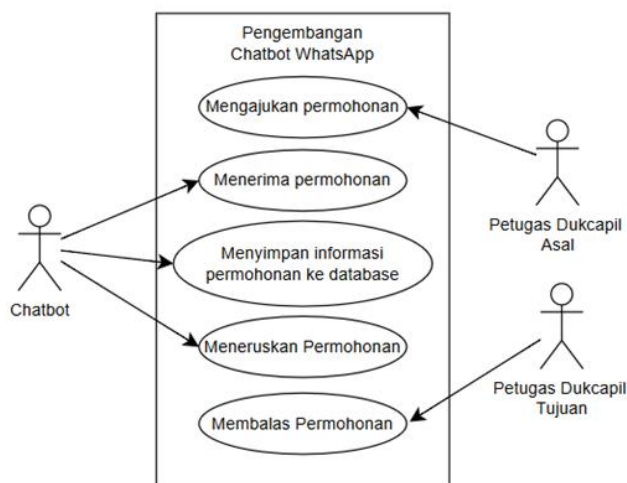 Pengembangan
Chatbot WhatsApp
Mengajukan permohonan
Menerima permohonan
Menyimpan informasi
permohonan ke database
Meneruskan Permohonan
Membalas Permohonan
Chatbot
Petugas Dukcapil
Asal
Petugas Dukcapil
Tujuan